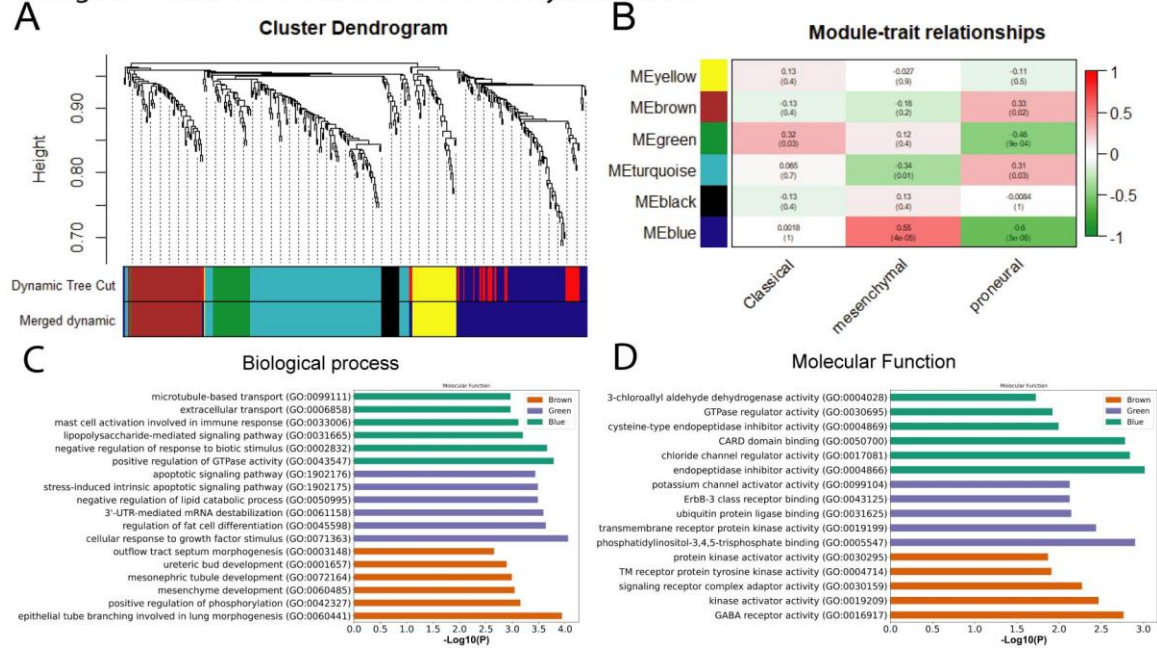 A
Cluster Dendrogram
Height
0.90
0.80
0.70
Dynamic Tree Cut
Merged dynamic
B
Module-trait relationships
MEyellow
0.13
(0.4)
-0.027
(0.9)
-0.11
(0.5)
MEbrown
-0.13
(0.4)
-0.18
(0.2)
0.33
(0.02)
MEgreen
0.32
(0.03)
0.12
(0.4)
-0.46
(9e-04)
MEturquoise
0.065
(0.7)
-0.34
(0.01)
0.31
(0.03)
MEblack
-0.13
(0.4)
0.13
(0.4)
-0.0084
(1)
MEblue
0.0018
(1)
0.55
(4e-05)
-0.6
1
0.5
0
-0.5
-1
Classical
mesenchymal
proneural
C
Biological process
Molecular Function
Brown
Green
Blue
microtubule-based transport (GO:0099111)
extracellular transport (GO:0006858)
mast cell activation involved in immune response (GO:0033006)
lipopolysaccharide-mediated signaling pathway (GO:0031665)
negative regulation of response to biotic stimulus (GO:0002832)
positive regulation of GTPase activity (GO:0043547)
apoptotic signaling pathway (GO:1902176)
stress-induced intrinsic apoptotic signaling pathway (GO:1902175)
negative regulation of lipid catabolic process (GO:0050995)
3'-UTR-mediated mRNA destabilization (GO:0061158)
regulation of fat cell differentiation (GO:0045598)
cellular response to growth factor stimulus (GO:0071363)
outflow tract septum morphogenesis (GO:0003148)
ureteric bud development (GO:0001657)
mesonephric tubule development (GO:0072164)
mesenchyme development (GO:0060485)
positive regulation of phosphorylation (GO:0042327)
epithelial tube branching involved in lung morphogenesis (GO:0060441)
0.0 0.5 1.0 1.5 2.0 2.5 3.0 3.5 4.0
-Log10(P)
D
Molecular Function
Molecular Function
Brown
Green
Blue
3-chloroallyl aldehyde dehydrogenase activity (GO:0004028)
GTPase regulator activity (GO:0030695)
cysteine-type endopeptidase inhibitor activity (GO:0004869)
CARD domain binding (GO:0050700)
chloride channel regulator activity (GO:0017081)
endopeptidase inhibitor activity (GO:0004866)
potassium channel activator activity (GO:0099104)
ErbB-3 class receptor binding (GO:0043125)
ubiquitin protein ligase binding (GO:0031625)
transmembrane receptor protein kinase activity (GO:0019199)
phosphatidylinositol-3,4,5-trisphosphate binding (GO:0005547)
protein kinase activator activity (GO:0030295)
TM receptor protein tyrosine kinase activity (GO:0004714)
signaling receptor complex adaptor activity (GO:0030159)
kinase activator activity (GO:0019209)
GABA receptor activity (GO:0016917)
0.0 0.5 1.0 1.5 2.0 2.5 3.0
-Log10(P)